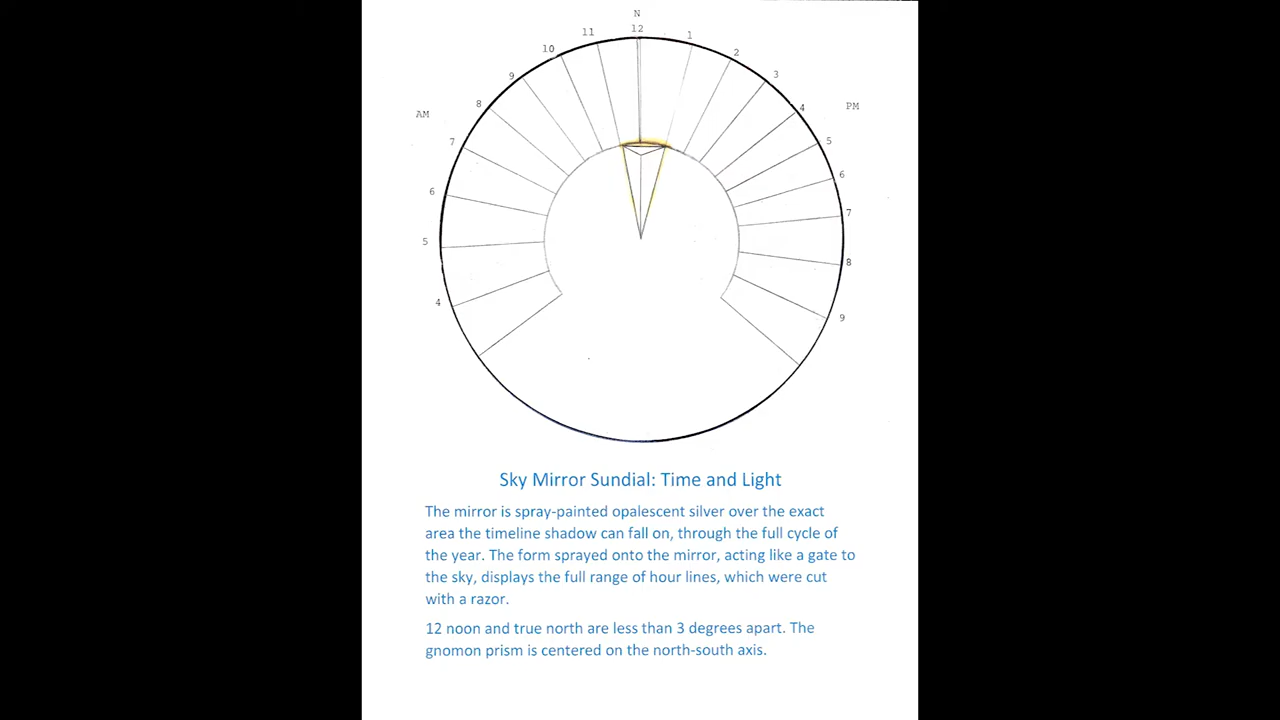 N
12
11
1
10
2
9
3
8
4
AM
PM
7
5
6
6
5
7
8
4
9
Sky Mirror Sundial: Time and Light
The mirror is spray-painted opalescent silver over the exact
area the timeline shadow can fall on, through the full cycle of
the year. The form sprayed onto the mirror, acting like a gate to
the sky, displays the full range of hour lines, which were cut
with a razor.
12 noon and true north are less than 3 degrees apart. The
gnomon prism is centered on the north-south axis.